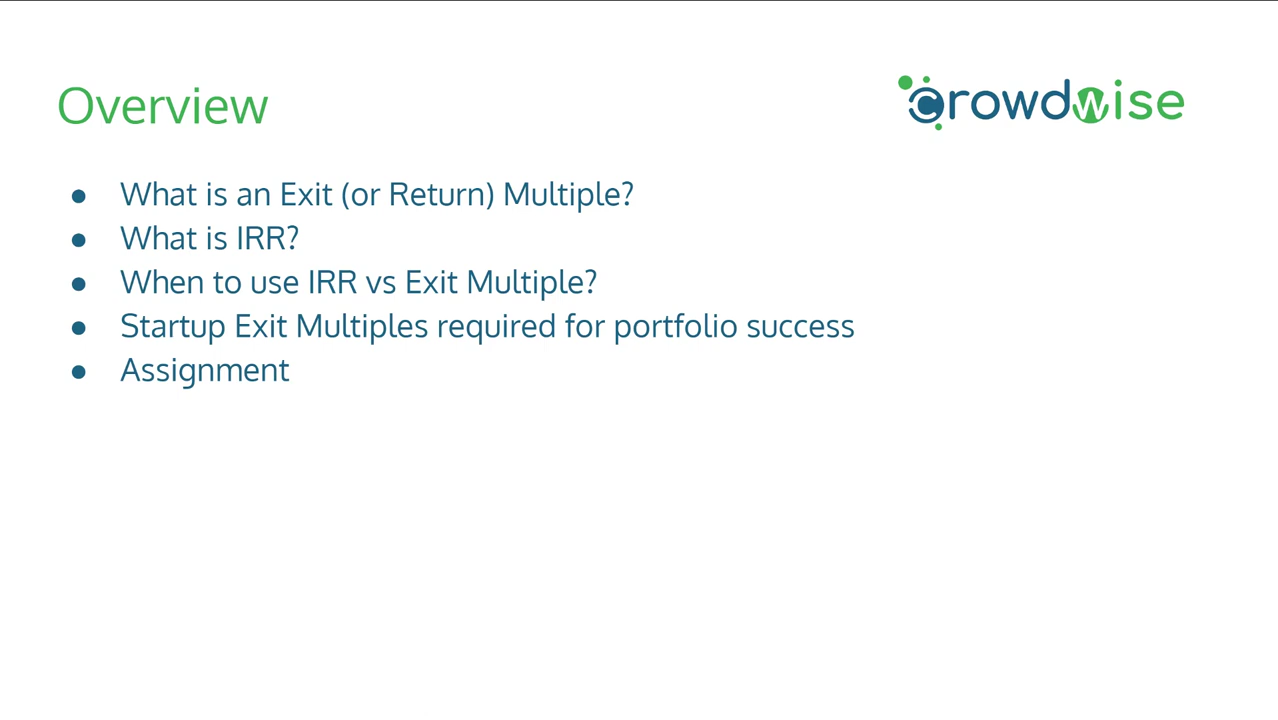 Overview
crowdwise
● What is an Exit (or Return) Multiple?
● What is IRR?
● When to use IRR vs Exit Multiple?
● Startup Exit Multiples required for portfolio success
● Assignment